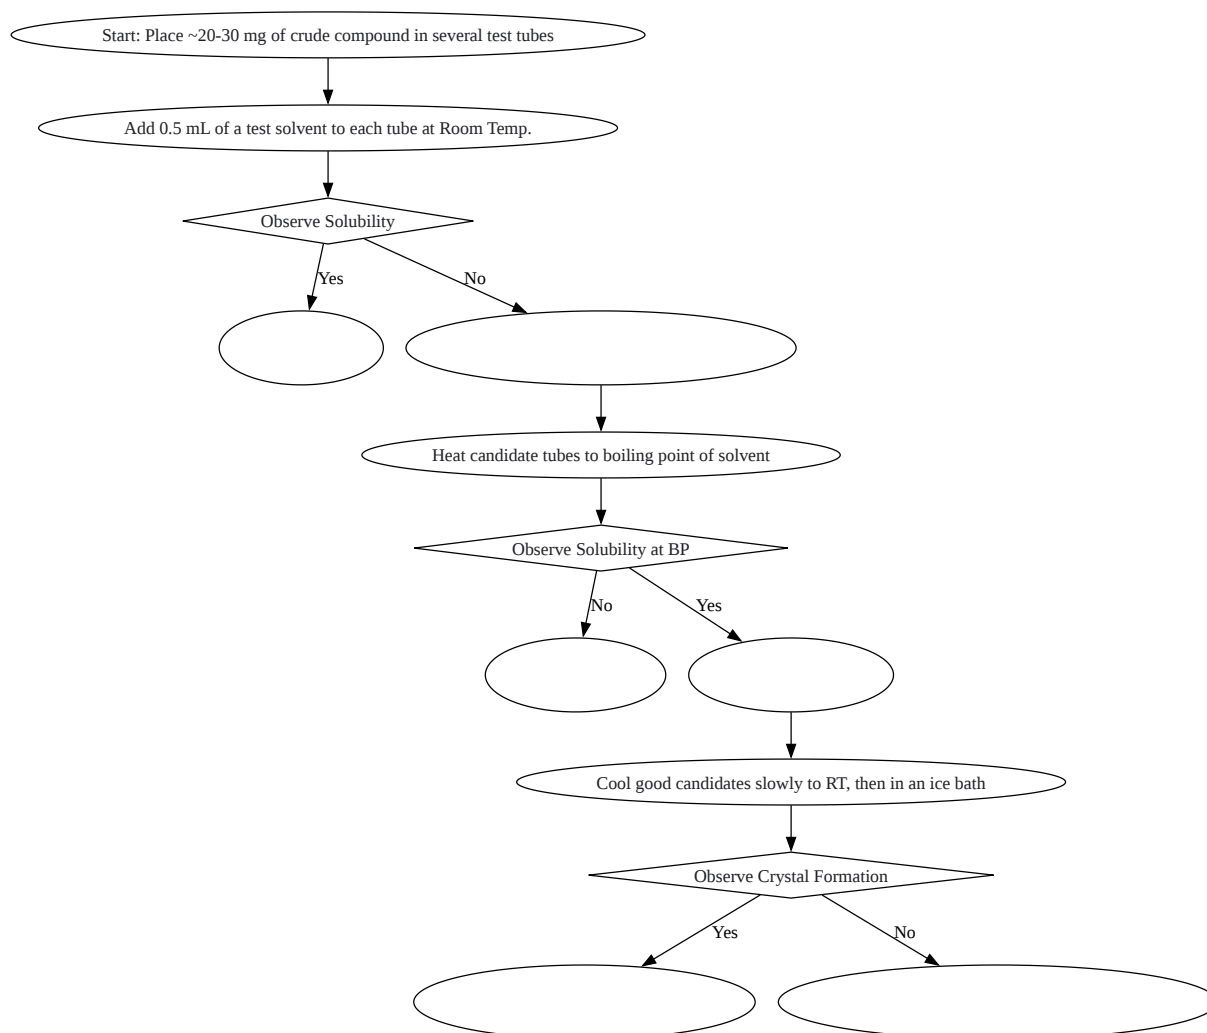 Start: Place ~20-30 mg of crude compound in several test tubes
Add 0.5 mL of a test solvent to each tube at Room Temp.
Observe Solubility
Yes
No
Heat candidate tubes to boiling point of solvent
Observe Solubility at BP
No
Yes
Cool good candidates slowly to RT, then in an ice bath
Observe Crystal Formation
Yes
No